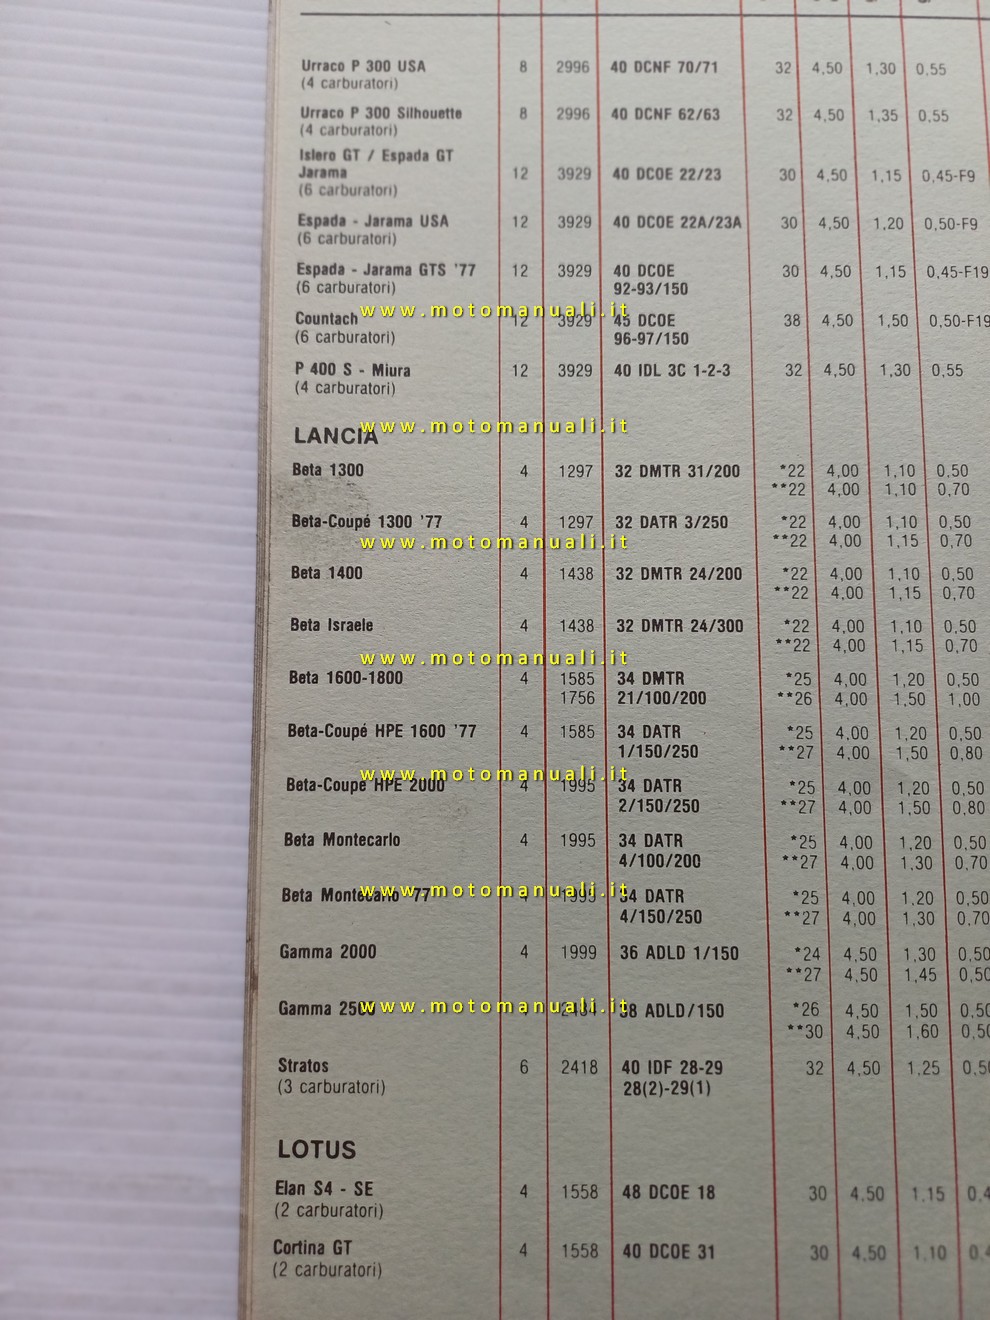 Urraco P 300 USA 8 2996 40 DCNF 70/71 32 4,50 1,30 0,55
(4 carburatori)
Urraco P 300 Silhouette 8 2996 40 DCNF 62/63 32 4,50 1,35 0,55
(4 carburatori)
Islero GT / Espada GT
Jarama 12 3929 40 DCOE 22/23 30 4,50 1,15 0,45-F9
(6 carburatori)
Espada - Jarama USA 12 3929 40 DCOE 22A/23A 30 4,50 1,20 0,50-F9
(6 carburatori)
Espada - Jarama GTS '77 12 3929 40 DCOE 30 4,50 1,15 0,45-F19
(6 carburatori) 92-93/150
www.motomanuali.it
Countach 12 3929 45 DCOE 38 4,50 1,50 0,50-F19
(6 carburatori) 96-97/150
P 400 S - Miura 12 3929 40 IDL 3C 1-2-3 32 4,50 1,30 0,55
(4 carburatori)
www.motomanuali.it
LANCIA
Beta 1300 4 1297 32 DMTR 31/200 *22 4,00 1,10 0,50
**22 4,00 1,10 0,70
Beta-Coupé 1300 '77 4 1297 32 DATR 3/250 *22 4,00 1,10 0,50
www.motomanuali.it **22 4,00 1,15 0,70
Beta 1400 4 1438 32 DMTR 24/200 *22 4,00 1,10 0,50
**22 4,00 1,15 0,70
Beta Israele 4 1438 32 DMTR 24/300 *22 4,00 1,10 0,50
**22 4,00 1,15 0,70
www.motomanuali.it
Beta 1600-1800 4 1585 34 DMTR *25 4,00 1,20 0,50
1756 21/100/200 **26 4,00 1,50 1,00
Beta-Coupé HPE 1600 '77 4 1585 34 DATR *25 4,00 1,20 0,50
1/150/250 **27 4,00 1,50 0,80
www.motomanuali.it
Beta-Coupé HPE 2000 4 1995 34 DATR *25 4,00 1,20 0,50
2/150/250 **27 4,00 1,50 0,80
Beta Montecarlo 4 1995 34 DATR *25 4,00 1,20 0,50
4/100/200 **27 4,00 1,30 0,70
www.motomanuali.it
Beta Montecarlo '77 4 1995 34 DATR *25 4,00 1,20 0,50
4/150/250 **27 4,00 1,30 0,70
Gamma 2000 4 1999 36 ADLD 1/150 *24 4,50 1,30 0,50
**27 4,50 1,45 0,50
www.motomanuali.it
Gamma 2500 38 ADLD/150 *26 4,50 1,50 0,50
**30 4,50 1,60 0,50
Stratos 6 2418 40 IDF 28-29 32 4,50 1,25 0,50
(3 carburatori) 28(2)-29(1)
LOTUS
Elan S4 - SE 4 1558 48 DCOE 18 30 4,50 1,15 0,4
(2 carburatori)
Cortina GT 4 1558 40 DCOE 31 30 4,50 1,10 0,4
(2 carburatori)